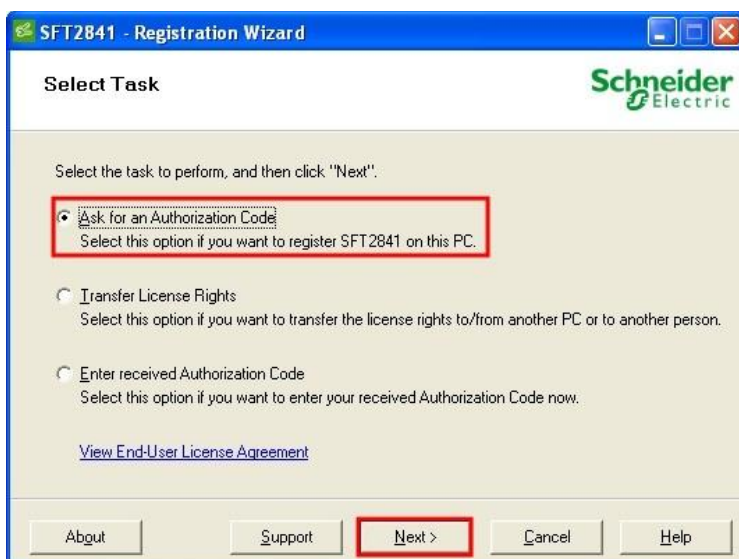 SFT2841 - Registration Wizard
Select Task
Schneider
Electric
Select the task to perform, and then click "Next".
Ask for an Authorization Code
Select this option if you want to register SFT2841 on this PC.
Transfer License Rights
Select this option if you want to transfer the license rights to/from another PC or to another person.
Enter received Authorization Code
Select this option if you want to enter your received Authorization Code now.
View End-User License Agreement
About Support Next > Cancel Help